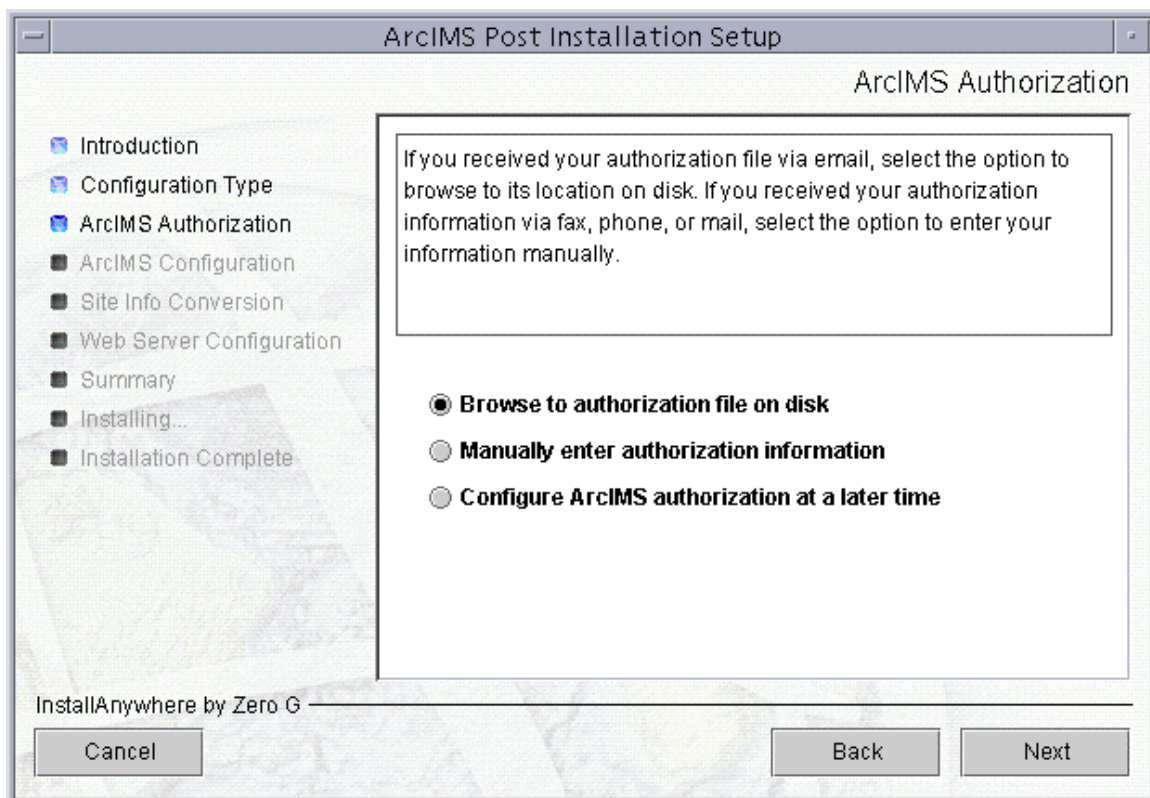 ArcIMS Post Installation Setup
ArcIMS Authorization
Introduction
Configuration Type
ArcIMS Authorization
ArcIMS Configuration
Site Info Conversion
Web Server Configuration
Summary
Installing...
Installation Complete
If you received your authorization file via email, select the option to
browse to its location on disk. If you received your authorization
information via fax, phone, or mail, select the option to enter your
information manually.
Browse to authorization file on disk
Manually enter authorization information
Configure ArcIMS authorization at a later time
InstallAnywhere by Zero G
Cancel
Back
Next